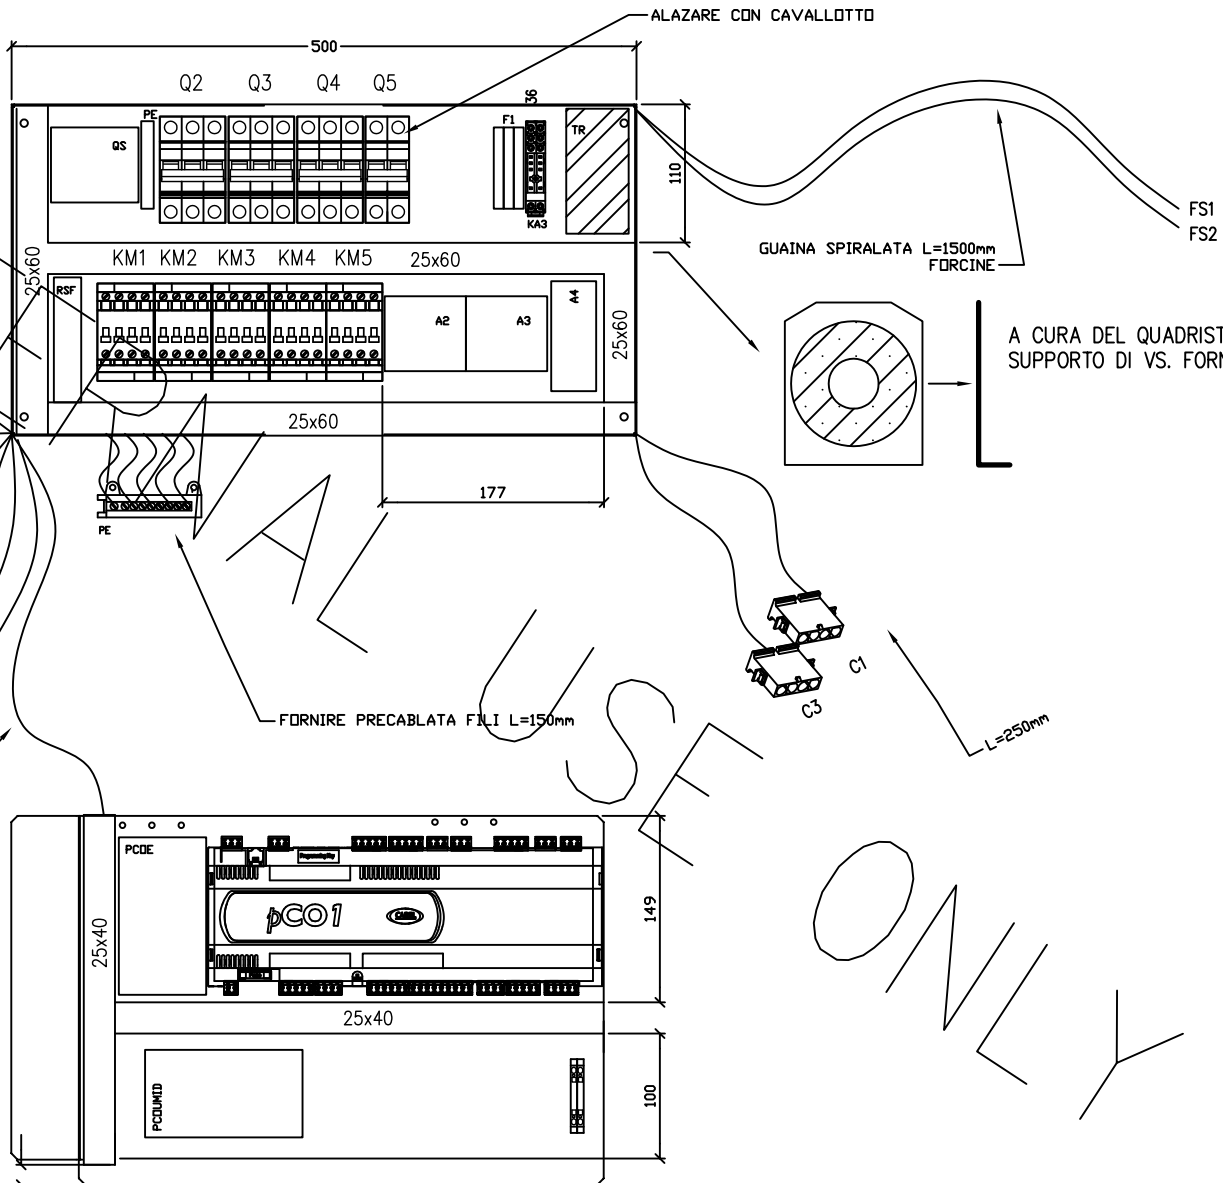 ALAZARE CON CAVALLOTTO
500
Q2 Q3 Q4 Q5
36
PE
QS
F1
TR
KA3
110
FS1
FS2
GUAINA SPIRALATA L=1500mm
FORCINE
25x60
KM1 KM2 KM3 KM4 KM5 25x60
RSF
A2
A3
A4
25x60
A CURA DEL QUADRIST
SUPPORTO DI VS. FORN
25x60
177
PE
C1
C3
L=250mm
FORNIRE PRECABLATA FILI L=150mm
USE
ONLY
PCOE
pCO1
CAREL
25x40
149
25x40
PCOUMID
100